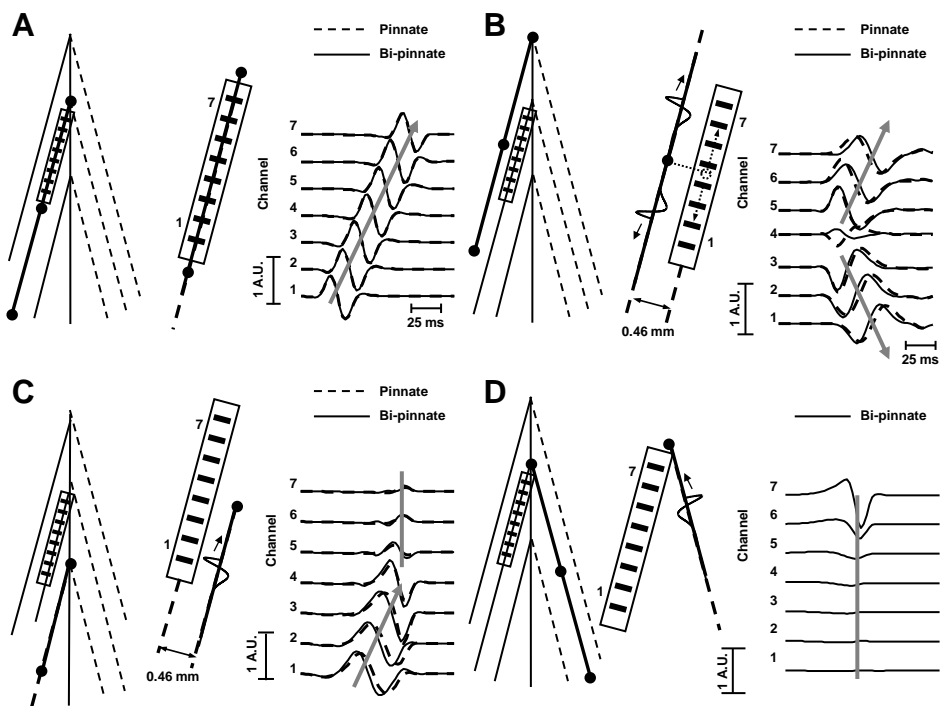 A
Pinnate
Bi-pinnate
7
1
Channel
7
6
5
4
3
2
1
1 A.U.
25 ms
B
Pinnate
Bi-pinnate
7
1
0.46 mm
Channel
7
6
5
4
3
2
1
1 A.U.
25 ms
C
Pinnate
Bi-pinnate
7
1
0.46 mm
Channel
7
6
5
4
3
2
1
1 A.U.
D
Bi-pinnate
7
1
Channel
7
6
5
4
3
2
1
1 A.U.